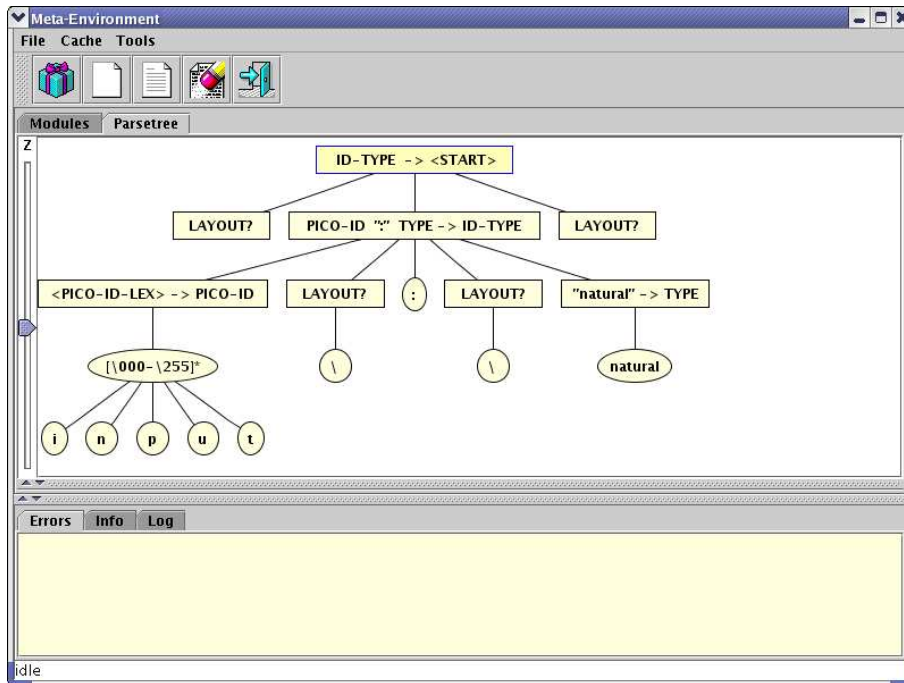 Meta-Environment
File Cache Tools
Modules Parsetree
Z
ID-TYPE -> <START>
LAYOUT? PICO-ID ":" TYPE -> ID-TYPE LAYOUT?
<PICO-ID-LEX> -> PICO-ID LAYOUT? : LAYOUT? "natural" -> TYPE
[\000-\255]* \ \ natural
i n p u t
Errors Info Log
idle